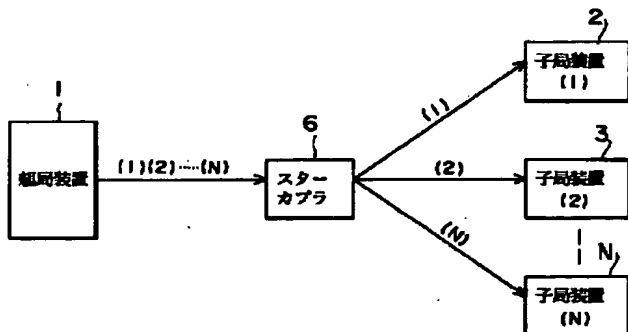 1
親局装置
(1)(2)……(N)
6
スター
カプラ
(1)
(2)
(N)
2
子局装置
(1)
3
子局装置
(2)
N
子局装置
(N)